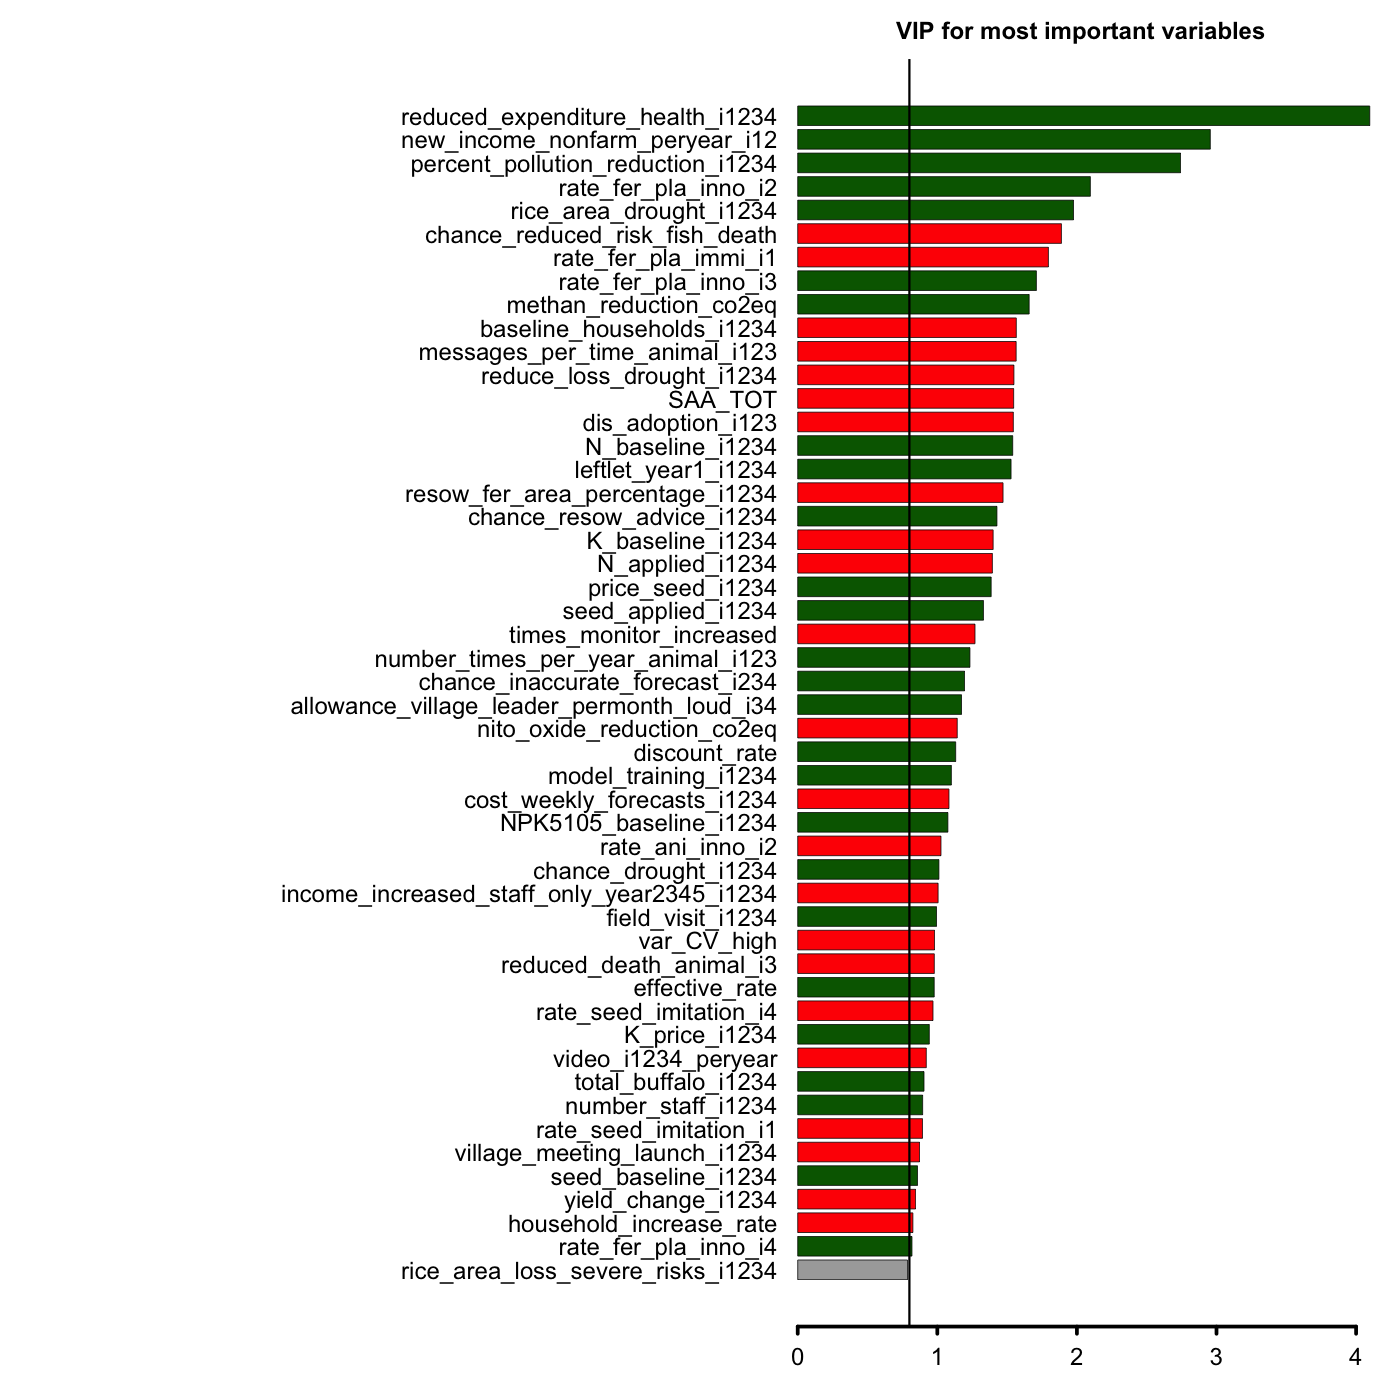 VIP for most important variables
reduced_expenditure_health_i1234
new_income_nonfarm_peryear_i12
percent_pollution_reduction_i1234
rate_fer_pla_inno_i2
rice_area_drought_i1234
chance_reduced_risk_fish_death
rate_fer_pla_immi_i1
rate_fer_pla_inno_i3
methan_reduction_co2eq
baseline_households_i1234
messages_per_time_animal_i123
reduce_loss_drought_i1234
SAA_TOT
dis_adoption_i123
N_baseline_i1234
leftlet_year1_i1234
resow_fer_area_percentage_i1234
chance_resow_advice_i1234
K_baseline_i1234
N_applied_i1234
price_seed_i1234
seed_applied_i1234
times_monitor_increased
number_times_per_year_animal_i123
chance_inaccurate_forecast_i234
allowance_village_leader_permonth_loud_i34
nito_oxide_reduction_co2eq
discount_rate
model_training_i1234
cost_weekly_forecasts_i1234
NPK5105_baseline_i1234
rate_ani_inno_i2
chance_drought_i1234
income_increased_staff_only_year2345_i1234
field_visit_i1234
var_CV_high
reduced_death_animal_i3
effective_rate
rate_seed_imitation_i4
K_price_i1234
video_i1234_peryear
total_buffalo_i1234
number_staff_i1234
rate_seed_imitation_i1
village_meeting_launch_i1234
seed_baseline_i1234
yield_change_i1234
household_increase_rate
rate_fer_pla_inno_i4
rice_area_loss_severe_risks_i1234
0 1 2 3 4